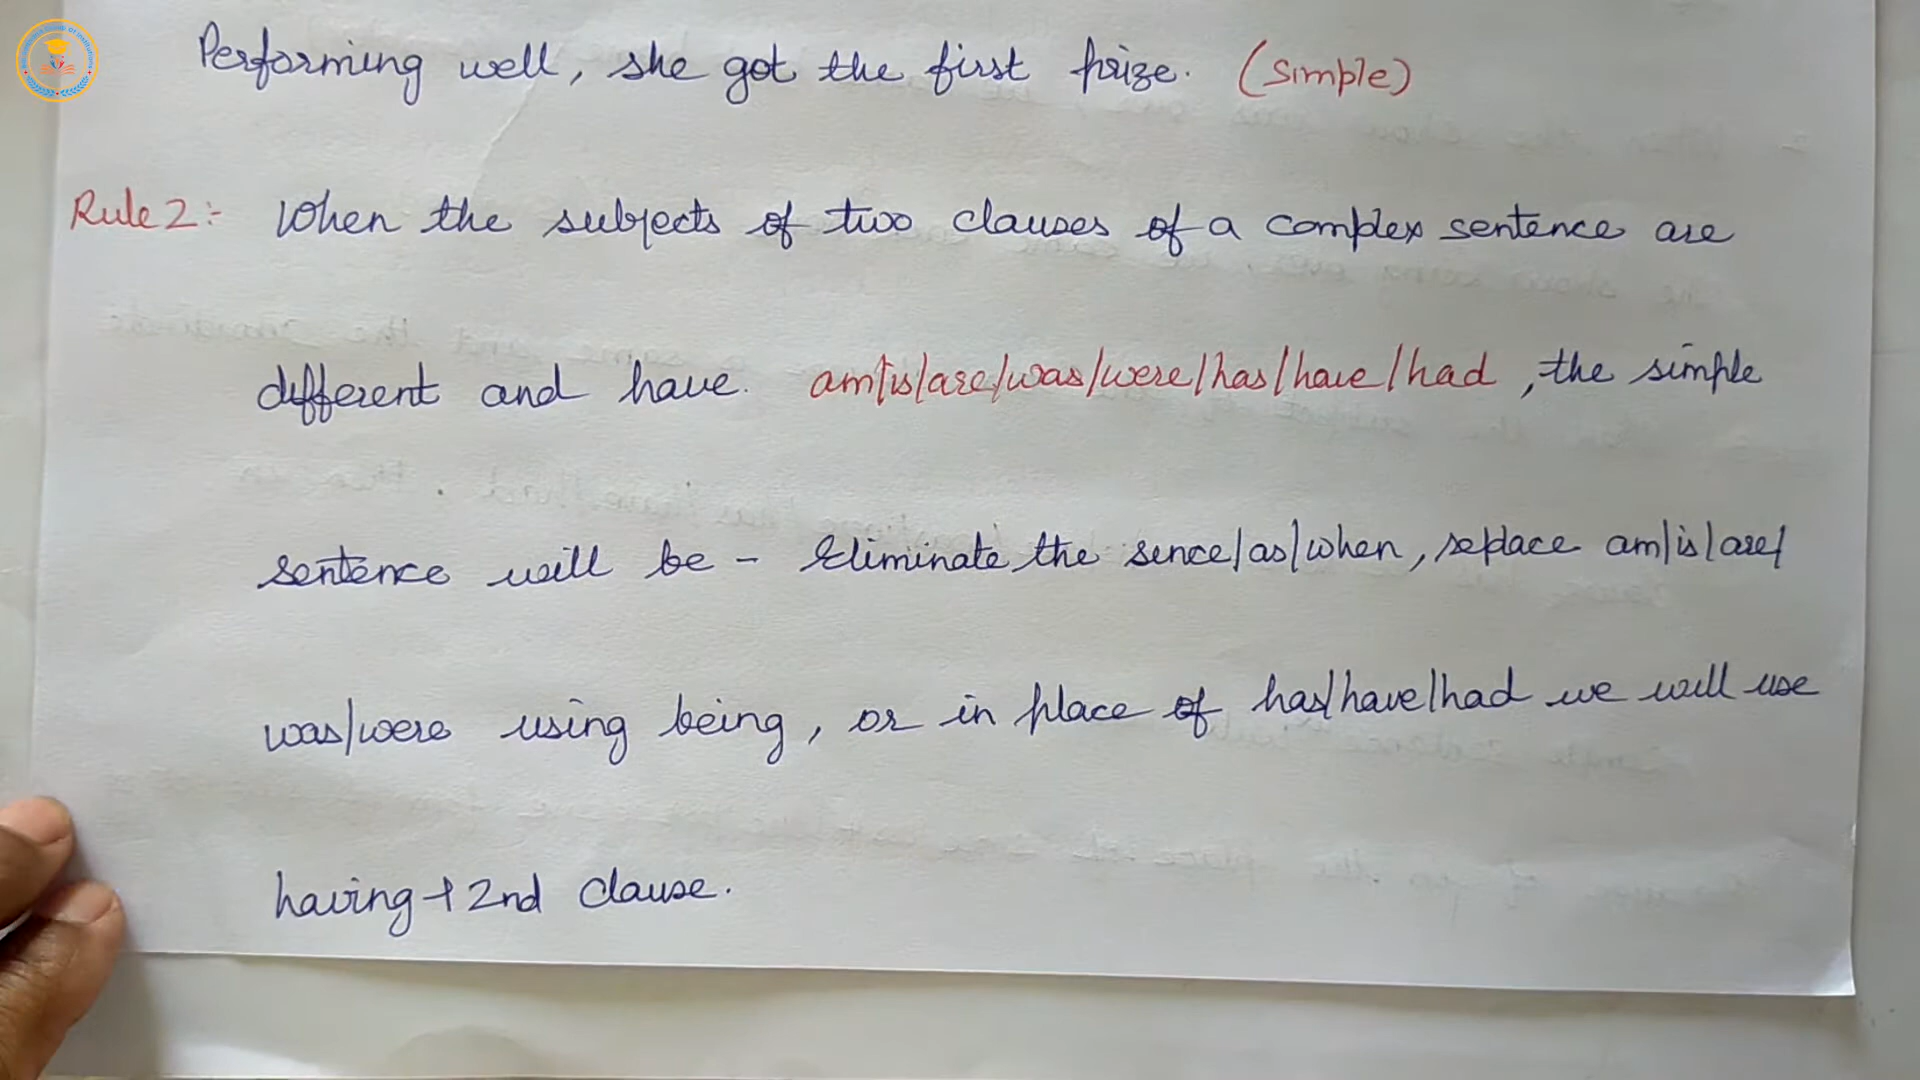 Performing well, she got the first prize. (Simple)
Rule 2:- When the subjects of two clauses of a complex sentence are
different and have. am/is/are/was/were/has/have/had, the simple
sentence will be - Eliminate the sence/as/when, replace am/is/are/
was/were using being, or in place of has/have/had we will use
having + 2nd clause.